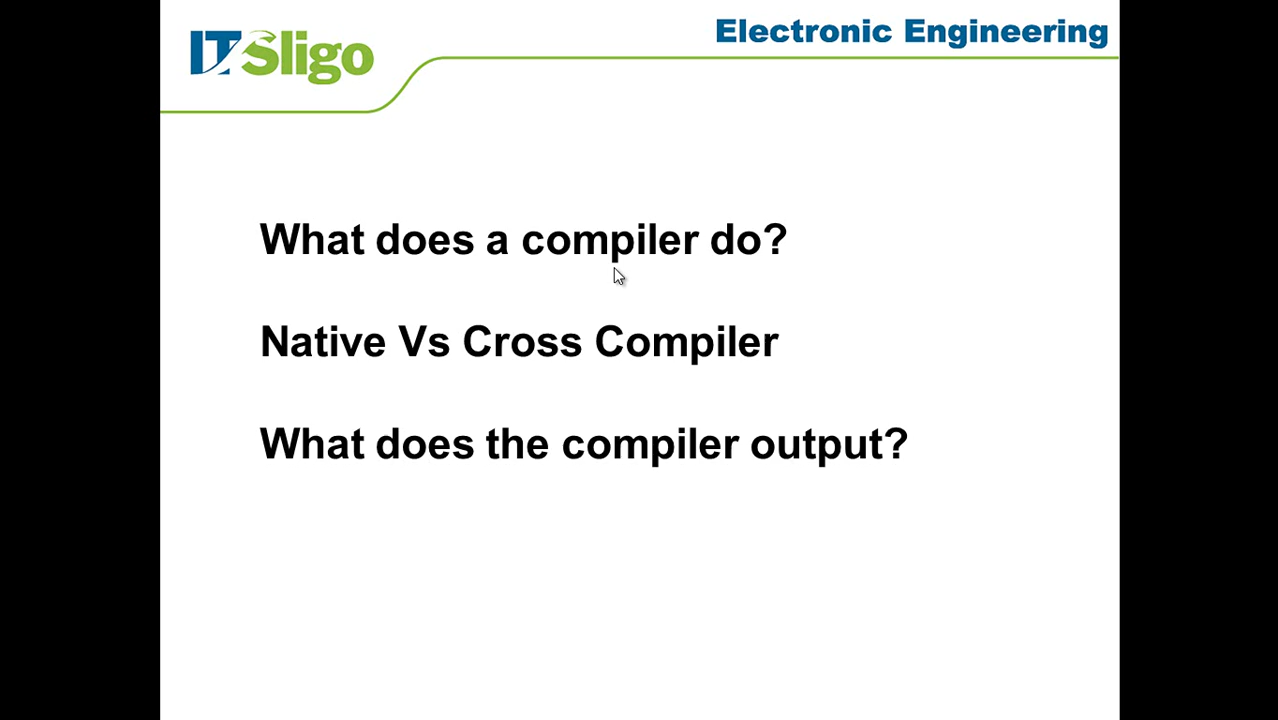 ITSligo
Electronic Engineering
What does a compiler do?
Native Vs Cross Compiler
What does the compiler output?